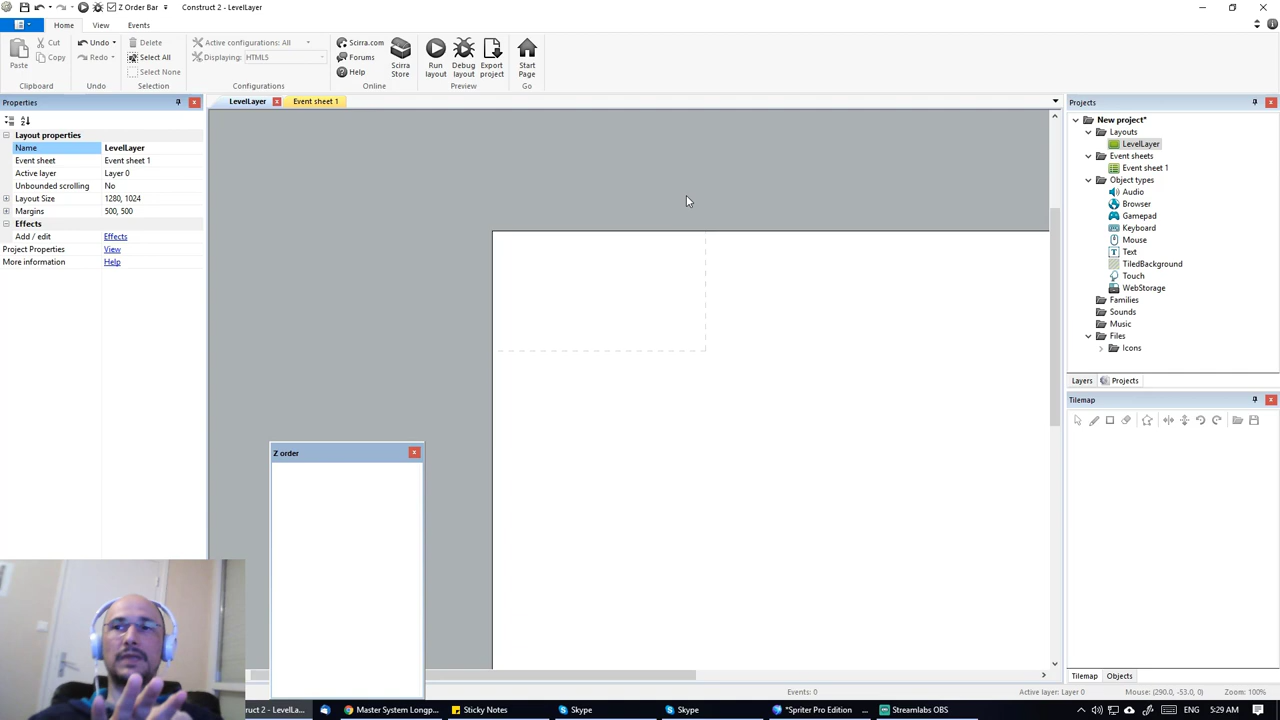 Z Order Bar
Construct 2 - LevelLayer
Home
View
Events
Paste
Cut
Copy
Clipboard
Undo
Redo
Undo
Delete
Select All
Select None
Selection
Active configurations: All
Displaying: HTML5
Configurations
Scirra.com
Forums
Help
Scirra
Store
Online
Run
layout
Debug
layout
Export
project
Preview
Start
Page
Go
Properties
LevelLayer
Event sheet 1
Layout properties
Name LevelLayer
Event sheet Event sheet 1
Active layer Layer 0
Unbounded scrolling No
Layout Size 1280, 1024
Margins 500, 500
Effects
Add / edit Effects
Project Properties View
More information Help
Z order
Projects
New project*
Layouts
LevelLayer
Event sheets
Event sheet 1
Object types
Audio
Browser
Gamepad
Keyboard
Mouse
Text
TiledBackground
Touch
WebStorage
Families
Sounds
Music
Files
Icons
Layers
Projects
Tilemap
Tilemap
Objects
Events: 0
Active layer: Layer 0
Mouse: (290.0, -53.0, 0)
Zoom: 100%
ct 2 - LevelLa...
Master System Longp...
Sticky Notes
Skype
Skype
*Spriter Pro Edition ...
Streamlabs OBS
ENG
5:29 AM